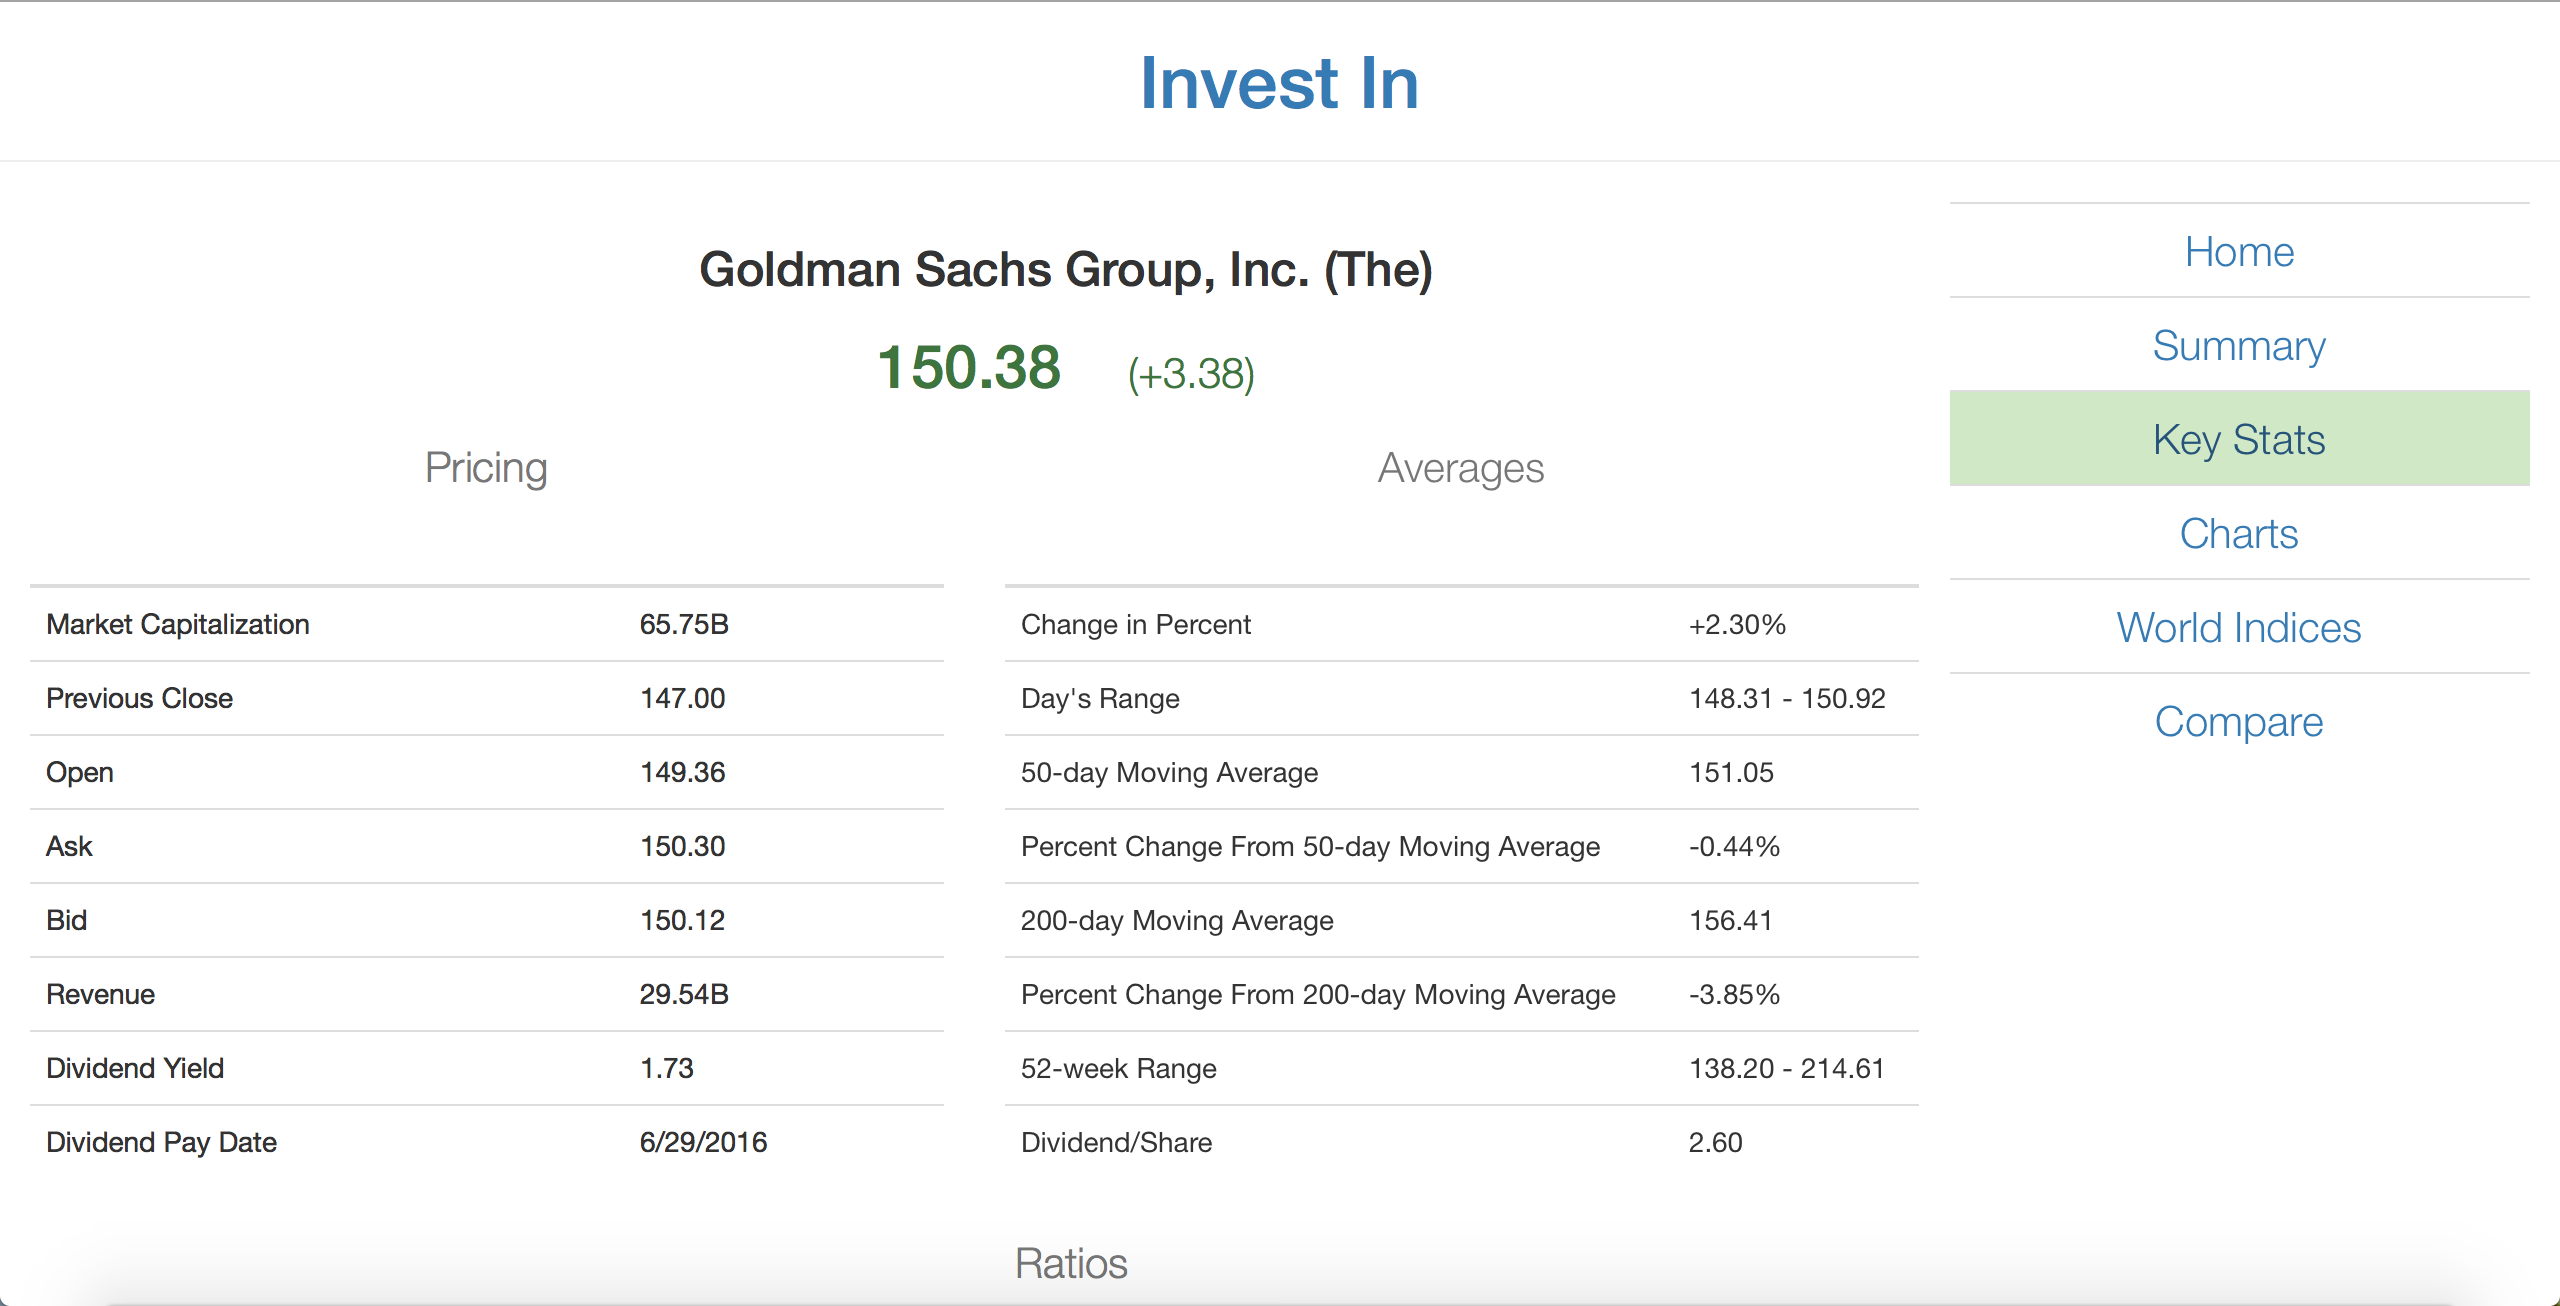 Invest In
Goldman Sachs Group, Inc. (The)
150.38 (+3.38)
Pricing
Market Capitalization 65.75B
Previous Close 147.00
Open 149.36
Ask 150.30
Bid 150.12
Revenue 29.54B
Dividend Yield 1.73
Dividend Pay Date 6/29/2016
Averages
Change in Percent +2.30%
Day's Range 148.31 - 150.92
50-day Moving Average 151.05
Percent Change From 50-day Moving Average -0.44%
200-day Moving Average 156.41
Percent Change From 200-day Moving Average -3.85%
52-week Range 138.20 - 214.61
Dividend/Share 2.60
Ratios
Home
Summary
Key Stats
Charts
World Indices
Compare